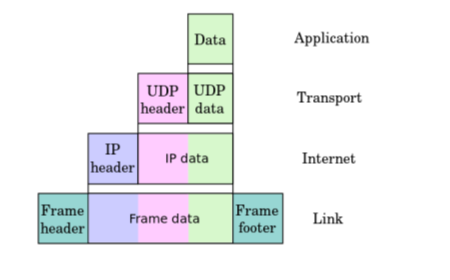 Data
Application
UDP
header
UDP
data
Transport
IP
header
IP data
Internet
Frame
header
Frame data
Frame
footer
Link